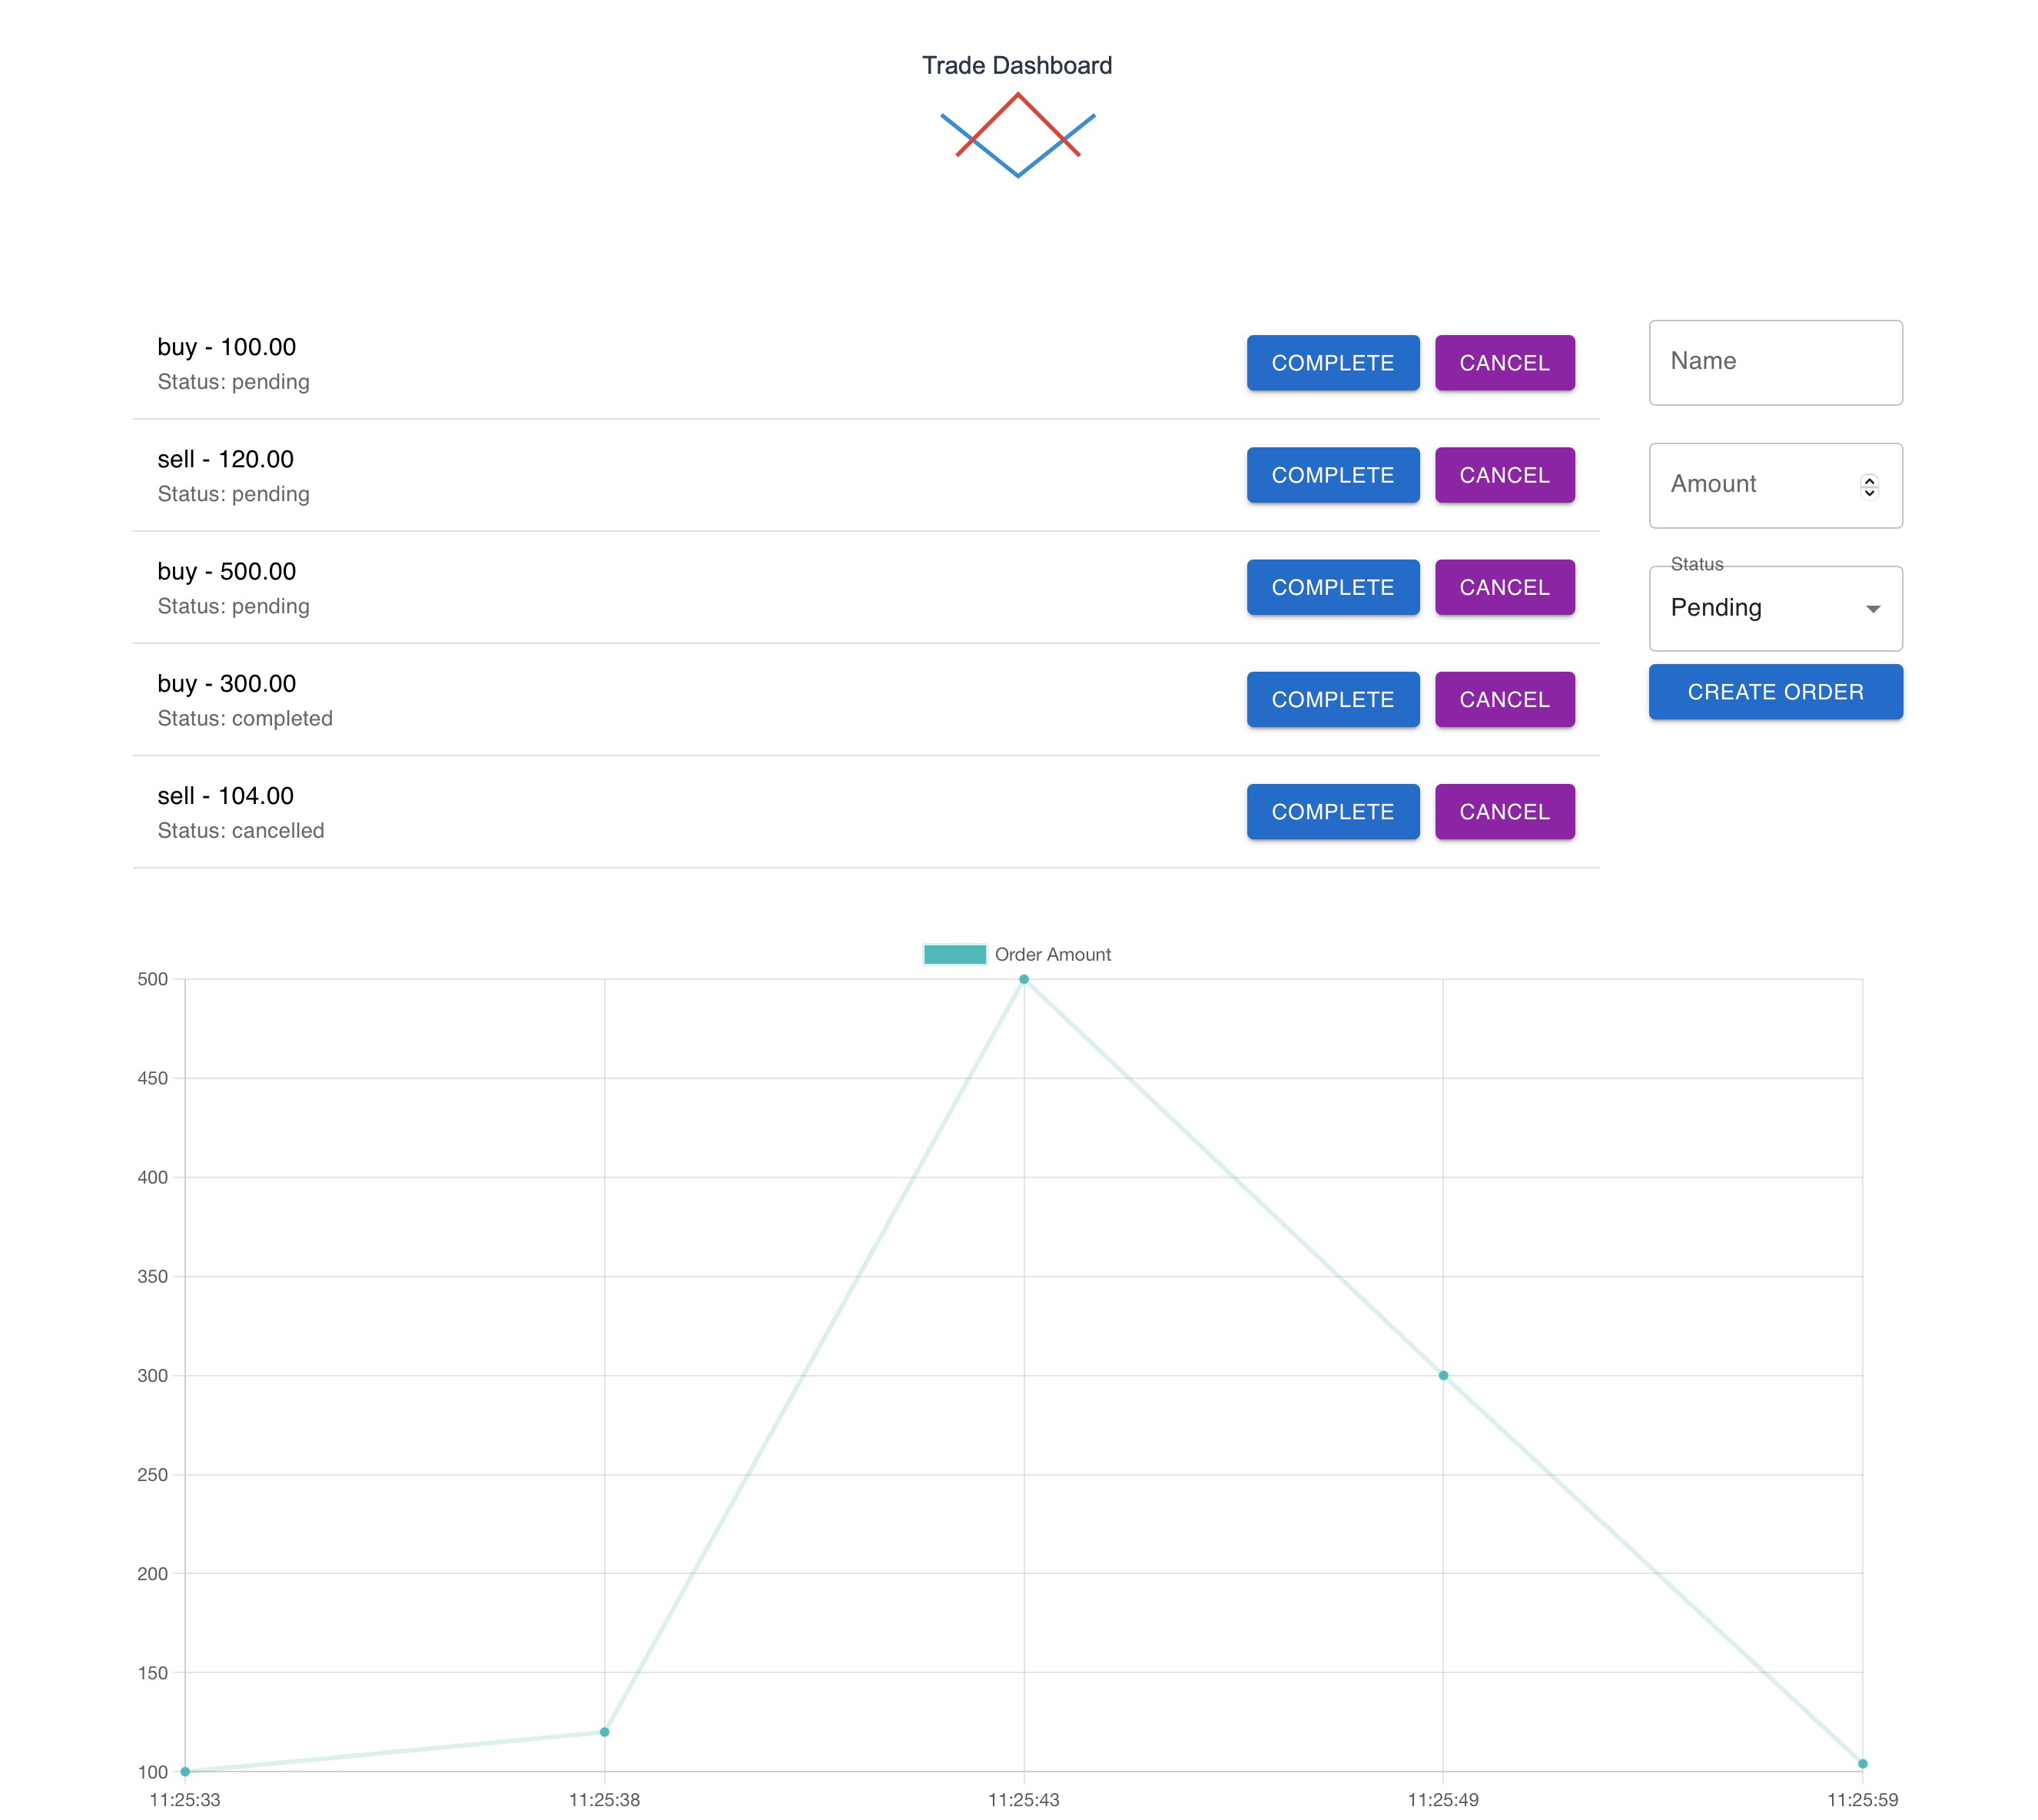 Trade Dashboard
buy - 100.00
Status: pending
COMPLETE
CANCEL
sell - 120.00
Status: pending
COMPLETE
CANCEL
buy - 500.00
Status: pending
COMPLETE
CANCEL
buy - 300.00
Status: completed
COMPLETE
CANCEL
sell - 104.00
Status: cancelled
COMPLETE
CANCEL
Name
Amount
Status
Pending
CREATE ORDER
Order Amount
500
450
400
350
300
250
200
150
100
11:25:33
11:25:38
11:25:43
11:25:49
11:25:59